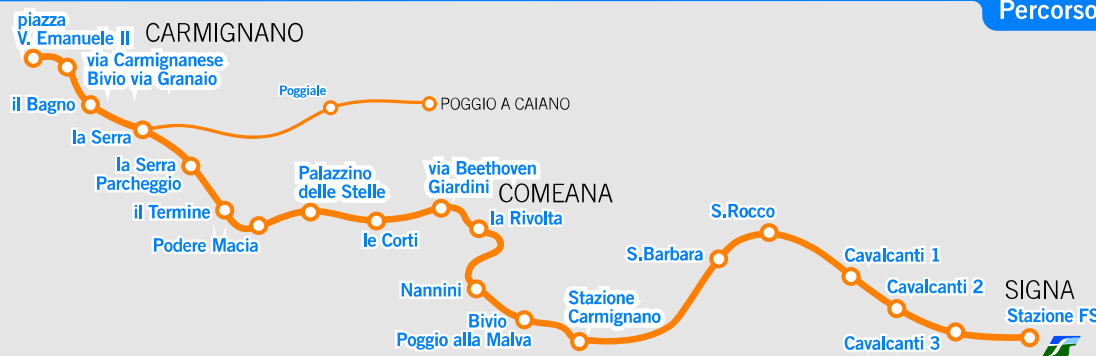 Percorso
piazza
V. Emanuele II
CARMIGNANO
via Carmignanese
Bivio via Granaio
il Bagno
Poggiale
POGGIO A CAIANO
la Serra
la Serra
Parcheggio
il Termine
Podere Macia
Palazzino
delle Stelle
le Corti
via Beethoven
Giardini
COMEANA
la Rivolta
Nannini
Bivio
Poggio alla Malva
Stazione
Carmignano
S.Barbara
S.Rocco
Cavalcanti 1
Cavalcanti 2
Cavalcanti 3
SIGNA
Stazione FS